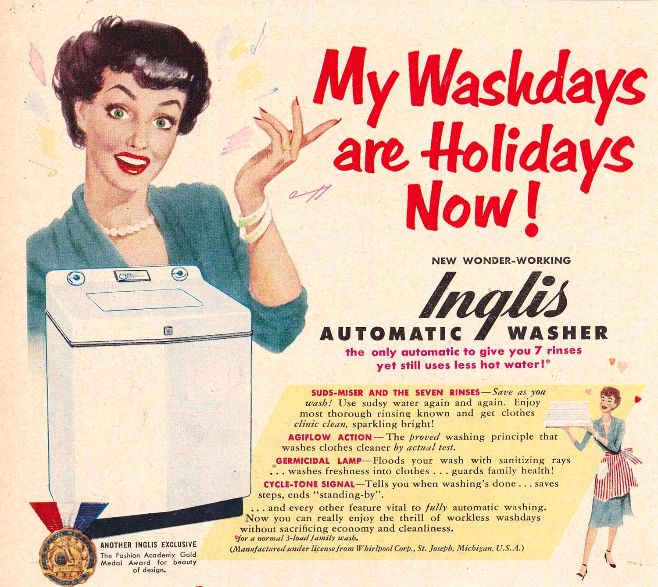 My Washdays
are Holidays
Now!
NEW WONDER-WORKING
Inglis
AUTOMATIC WASHER
the only automatic to give you 7 rinses
yet still uses less hot water!*
SUDS-MISER AND THE SEVEN RINSES—Save as you
wash! Use sudsy water again and again. Enjoy
most thorough rinsing known and get clothes
clinic clean, sparkling bright!
AGIFLOW ACTION—The proved washing principle that
washes clothes cleaner by actual test.
GERMICIDAL LAMP—Floods your wash with sanitizing rays
. . . washes freshness into clothes . . . guards family health!
CYCLE-TONE SIGNAL—Tells you when washing's done . . . saves
steps, ends "standing-by".
. . . and every other feature vital to fully automatic washing.
Now you can really enjoy the thrill of workless washdays
without sacrificing economy and cleanliness.
*for a normal 3-load family wash.
(Manufactured under license from Whirlpool Corp., St. Joseph, Michigan, U.S.A.)
ANOTHER INGLIS EXCLUSIVE
The Fashion Academy Gold
Medal Award for beauty
of design.